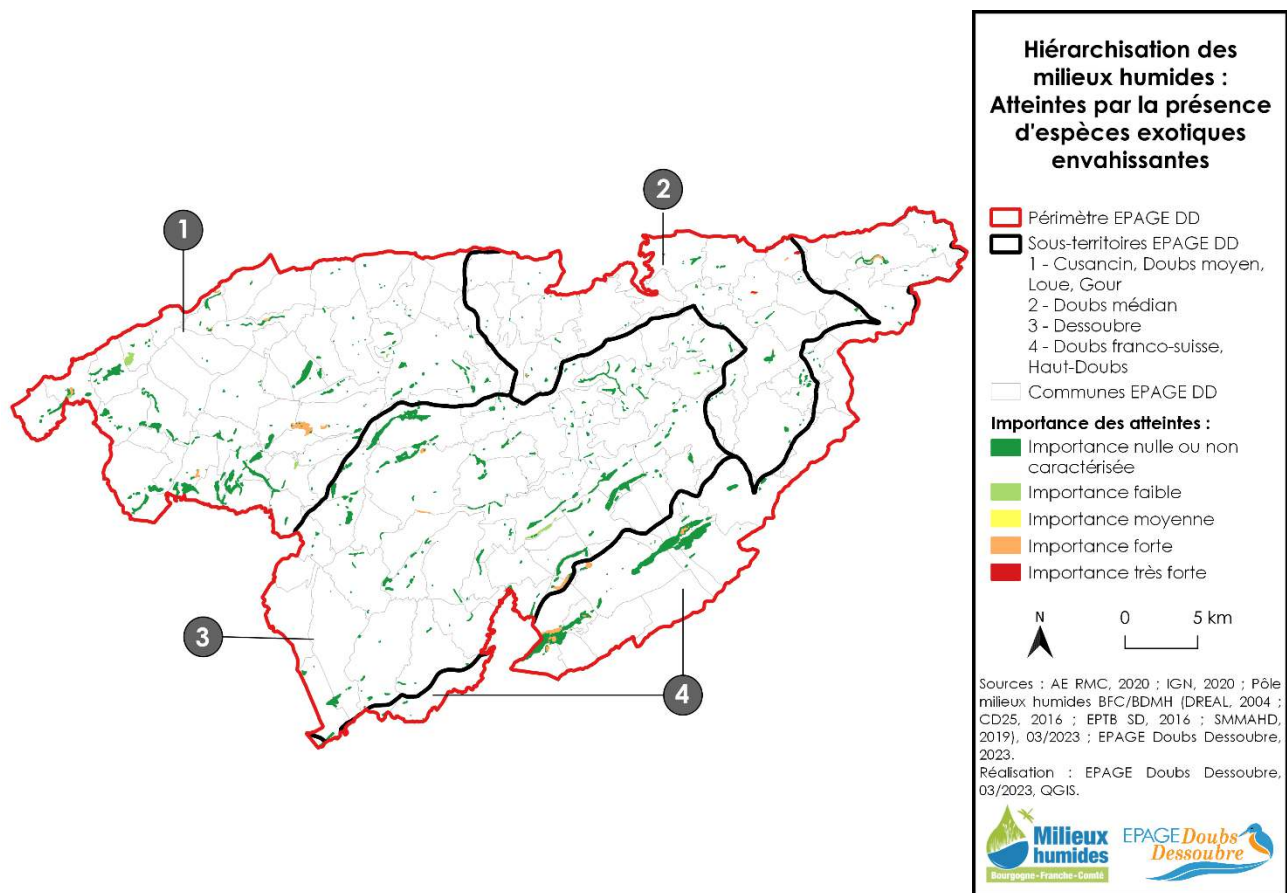 Hiérarchisation des
milieux humides :
Atteintes par la présence
d'espèces exotiques
envahissantes
Périmètre EPAGE DD
Sous-territoires EPAGE DD
1 - Cusancin, Doubs moyen,
Loue, Gour
2 - Doubs médian
3 - Dessoubre
4 - Doubs franco-suisse,
Haut-Doubs
Communes EPAGE DD
Importance des atteintes :
Importance nulle ou non
caractérisée
Importance faible
Importance moyenne
Importance forte
Importance très forte
N
0 5 km
Sources : AE RMC, 2020 ; IGN, 2020 ; Pôle
milieux humides BFC/BDMH (DREAL, 2004 ;
CD25, 2016 ; EPTB SD, 2016 ; SMMAHD,
2019), 03/2023 ; EPAGE Doubs Dessoubre,
2023.
Réalisation : EPAGE Doubs Dessoubre,
03/2023, QGIS.
Milieux
humides
Bourgogne-Franche-Comté
EPAGE Doubs
Dessoubre
1
2
3
4